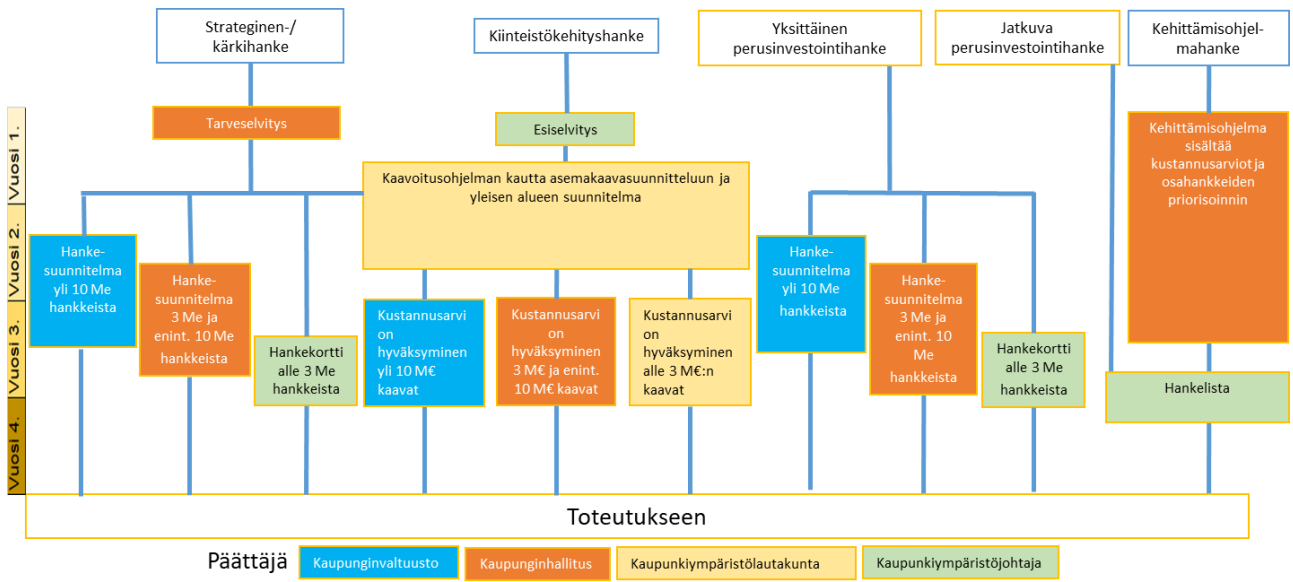 Strateginen-/
kärkihanke
Kiinteistökehityshanke
Yksittäinen
perusinvestointihanke
Jatkuva
perusinvestointihanke
Kehittämisohjel-
mahanke
Vuosi 1.
Vuosi 2.
Vuosi 3.
Vuosi 4.
Tarveselvitys
Esiselvitys
Kaavoitusohjelman kautta asemakaavasuunnitteluun ja
yleisen alueen suunnitelma
Kehittämisohjelma
sisältää
kustannusarviot ja
osahankkeiden
priorisoinnin
Hanke-
suunnitelma
yli 10 Me
hankkeista
Hanke-
suunnitelma
3 Me ja
enint. 10 Me
hankkeista
Hankekortti
alle 3 Me
hankkeista
Kustannusarvi
on
hyväksyminen
yli 10 M€
kaavat
Kustannusarvi
on
hyväksyminen
3 M€ ja enint.
10 M€ kaavat
Kustannusarvi
on
hyväksyminen
alle 3 M€:n
kaavat
Hanke-
suunnitelma
yli 10 Me
hankkeista
Hanke-
suunnitelma
3 Me ja
enint. 10
Me
hankkeista
Hankekortti
alle 3 Me
hankkeista
Hankelista
Toteutukseen
Päättäjä
Kaupunginvaltuusto
Kaupunginhallitus
Kaupunkiympäristölautakunta
Kaupunkiympäristöjohtaja